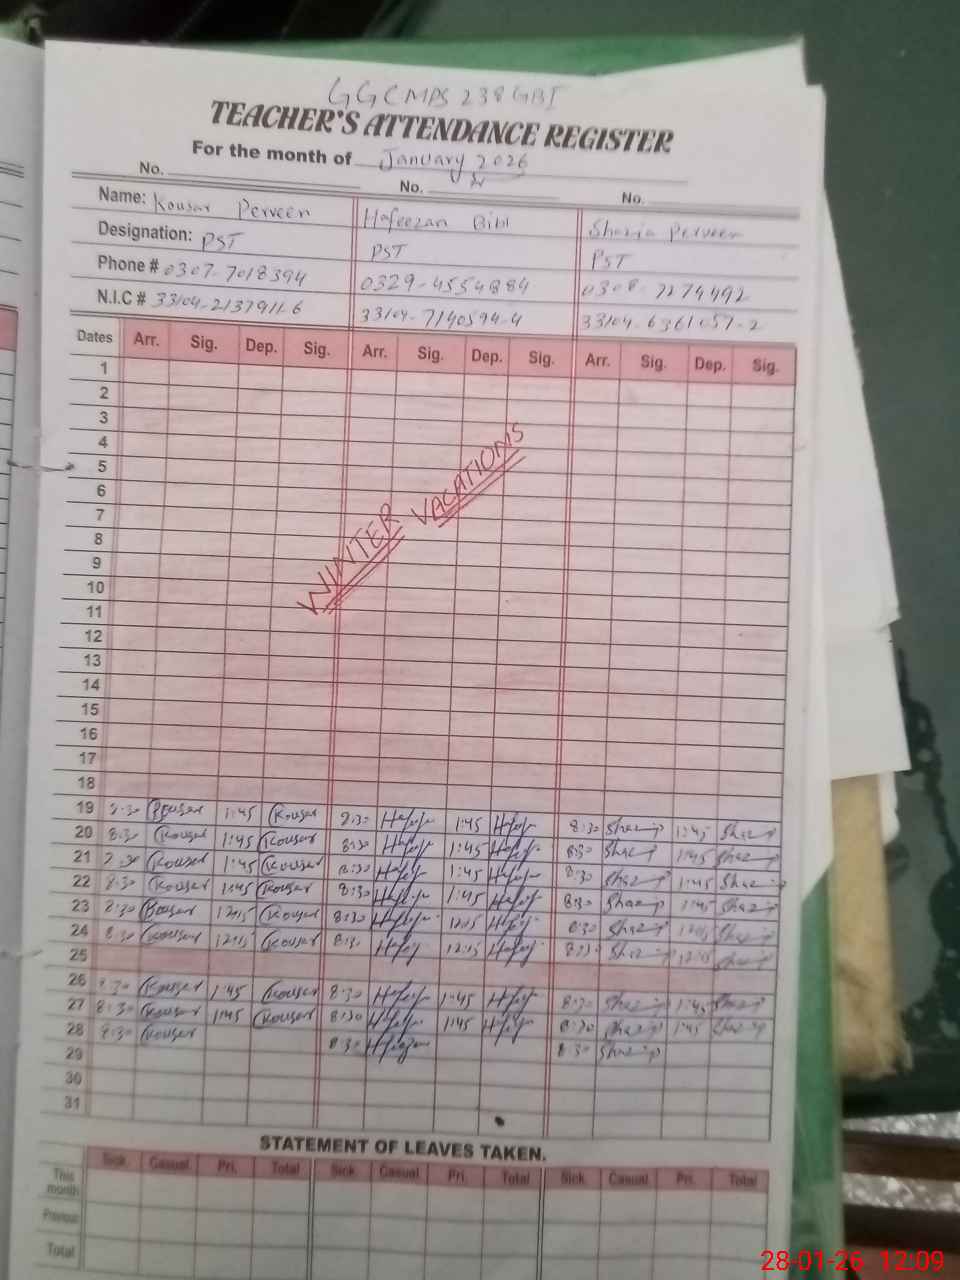 GGCMPS 238 GB I
TEACHER'S ATTENDANCE REGISTER
For the month of January 2026
No. No. No.
Name: Kousar Perveen Hafeezan Bibi Shazia Perveen
Designation: PST PST PST
Phone # 0307-7018394 0329-4554884 0308-7274492
N.I.C # 33104-2137911-6 33104-7140594-4 33104-6361057-2
Dates Arr. Sig. Dep. Sig. Arr. Sig. Dep. Sig. Arr. Sig. Dep. Sig.
1
2
3
4
5
6
7
8
9
10
11
12
13
14
15
16
17
18
WINTER VACATIONS
19 8:30 Kousar 1:45 Kousar 8:30 1:45 8:30 1:45
20 8:30 Kousar 1:45 Kousar 8:30 1:45 8:30 1:45
21 8:30 Kousar 1:45 Kousar 8:30 1:45 8:30 1:45
22 8:30 Kousar 1:45 Kousar 8:30 1:45 8:30 1:45
23 8:30 Kousar 12:15 Kousar 8:30 12:15 8:30 12:15
24 8:30 Kousar 12:15 Kousar 8:30 12:15 8:30 12:15
25
26 8:30 Kousar 1:45 Kousar 8:30 1:45 8:30 1:45
27 8:30 Kousar 1:45 Kousar 8:30 1:45 8:30 1:45
28 8:30 Kousar 8:30 8:30
29
30
31
STATEMENT OF LEAVES TAKEN.
Sick. Casual. Pri. Total Sick. Casual. Pri. Total Sick. Casual. Pri. Total
This month
Previous
Total
28-01-26 12:09